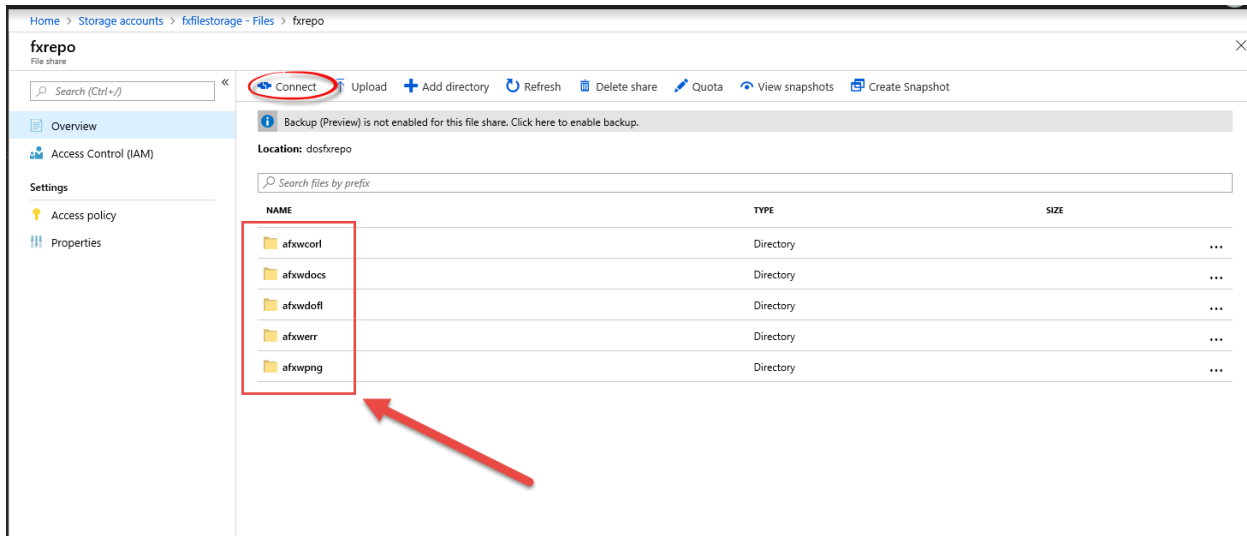 Home > Storage accounts > fxfilestorage - Files > fxrepo
fxrepo
File share
Search (Ctrl+/)
«
Connect Upload Add directory Refresh Delete share Quota View snapshots Create Snapshot
Overview
Backup (Preview) is not enabled for this file share. Click here to enable backup.
Access Control (IAM)
Location: dosfxrepo
Settings
Search files by prefix
Access policy
NAME TYPE SIZE
Properties
afxwcorl Directory ...
afxwdocs Directory ...
afxwdofl Directory ...
afxwerr Directory ...
afxwpng Directory ...